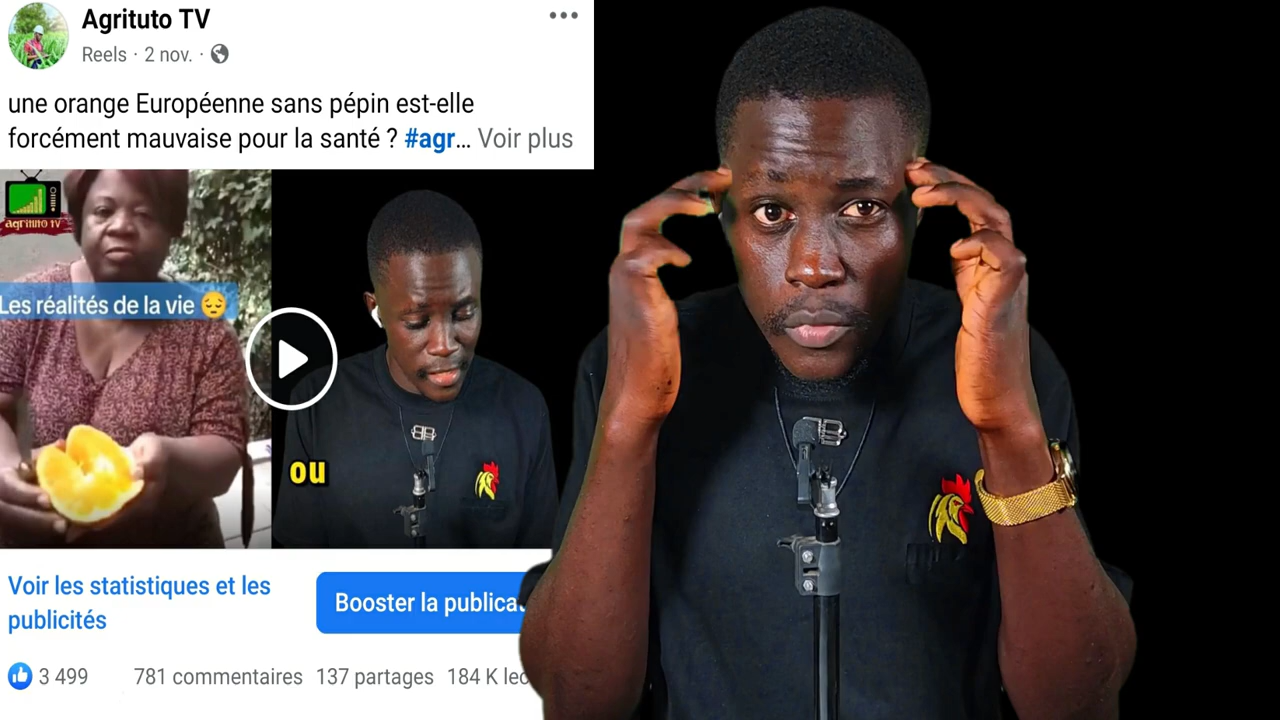 Agrituto TV
Reels · 2 nov. ·
une orange Européenne sans pépin est-elle
forcément mauvaise pour la santé ? #agr... Voir plus
agrituto TV
Les réalités de la vie 😔
ou
Voir les statistiques et les
publicités
Booster la publica
3 499
781 commentaires
137 partages
184 K lec